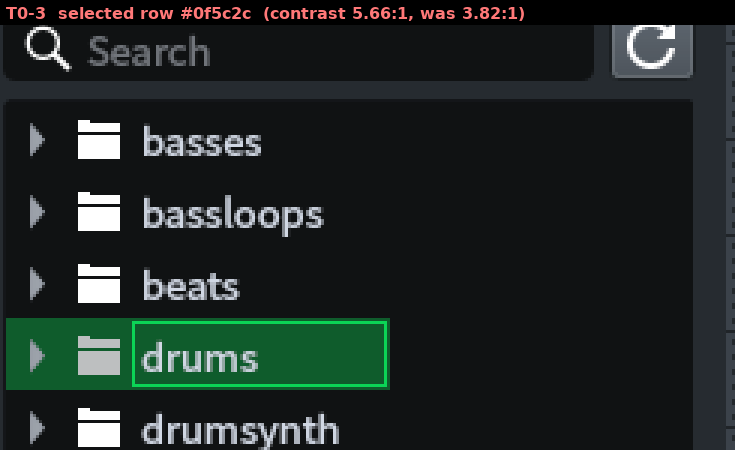 T0-3 selected row #0f5c2c (contrast 5.66:1, was 3.82:1)
Search
basses
bassloops
beats
drums
drumsynth